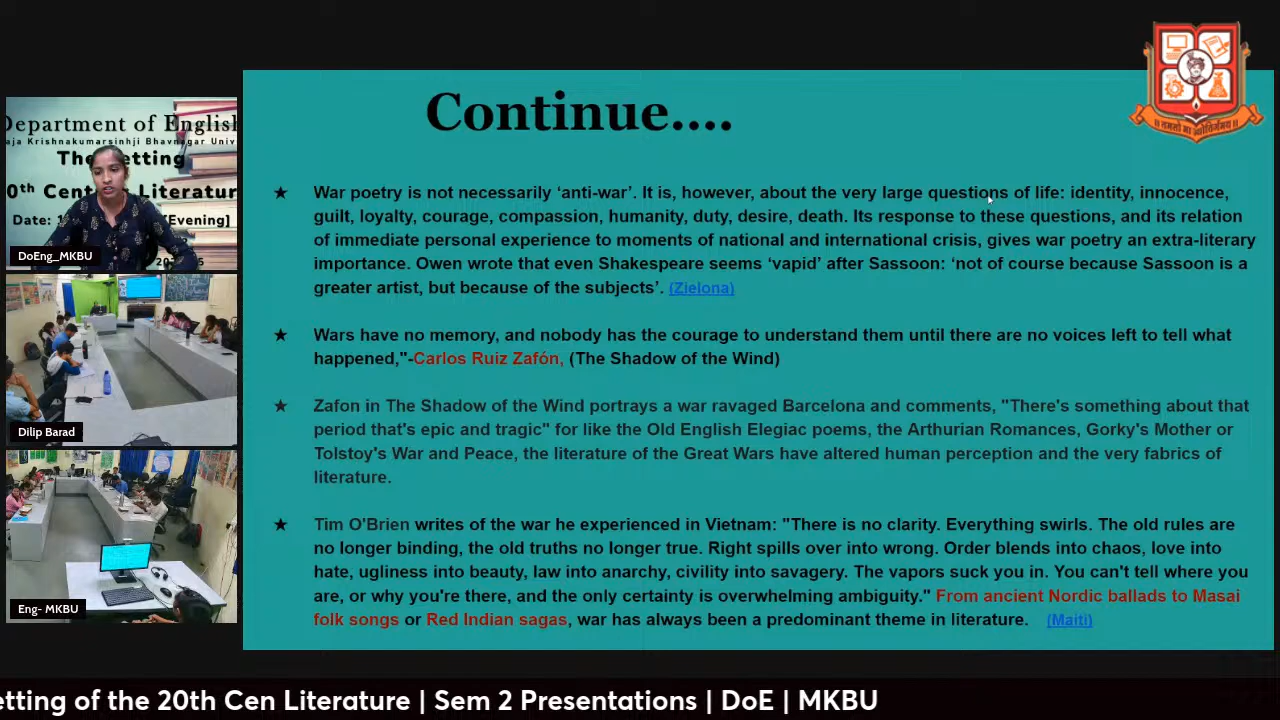 Continue....
★ War poetry is not necessarily ‘anti-war’. It is, however, about the very large questions of life: identity, innocence,
guilt, loyalty, courage, compassion, humanity, duty, desire, death. Its response to these questions, and its relation
of immediate personal experience to moments of national and international crisis, gives war poetry an extra-literary
importance. Owen wrote that even Shakespeare seems ‘vapid’ after Sassoon: ‘not of course because Sassoon is a
greater artist, but because of the subjects’. (Zielona)
★ Wars have no memory, and nobody has the courage to understand them until there are no voices left to tell what
happened,"-Carlos Ruiz Zafón, (The Shadow of the Wind)
★ Zafon in The Shadow of the Wind portrays a war ravaged Barcelona and comments, "There's something about that
period that's epic and tragic" for like the Old English Elegiac poems, the Arthurian Romances, Gorky's Mother or
Tolstoy's War and Peace, the literature of the Great Wars have altered human perception and the very fabrics of
literature.
★ Tim O'Brien writes of the war he experienced in Vietnam: "There is no clarity. Everything swirls. The old rules are
no longer binding, the old truths no longer true. Right spills over into wrong. Order blends into chaos, love into
hate, ugliness into beauty, law into anarchy, civility into savagery. The vapors suck you in. You can't tell where you
are, or why you're there, and the only certainty is overwhelming ambiguity." From ancient Nordic ballads to Masai
folk songs or Red Indian sagas, war has always been a predominant theme in literature. (Maiti)
Department of English
aja Krishnakumarsinhji Bhavnagar Univ
The etting
0th Cent Literatur
Date: 1 [Evening]
DoEng_MKBU
Dilip Barad
Eng- MKBU
etting of the 20th Cen Literature | Sem 2 Presentations | DoE | MKBU